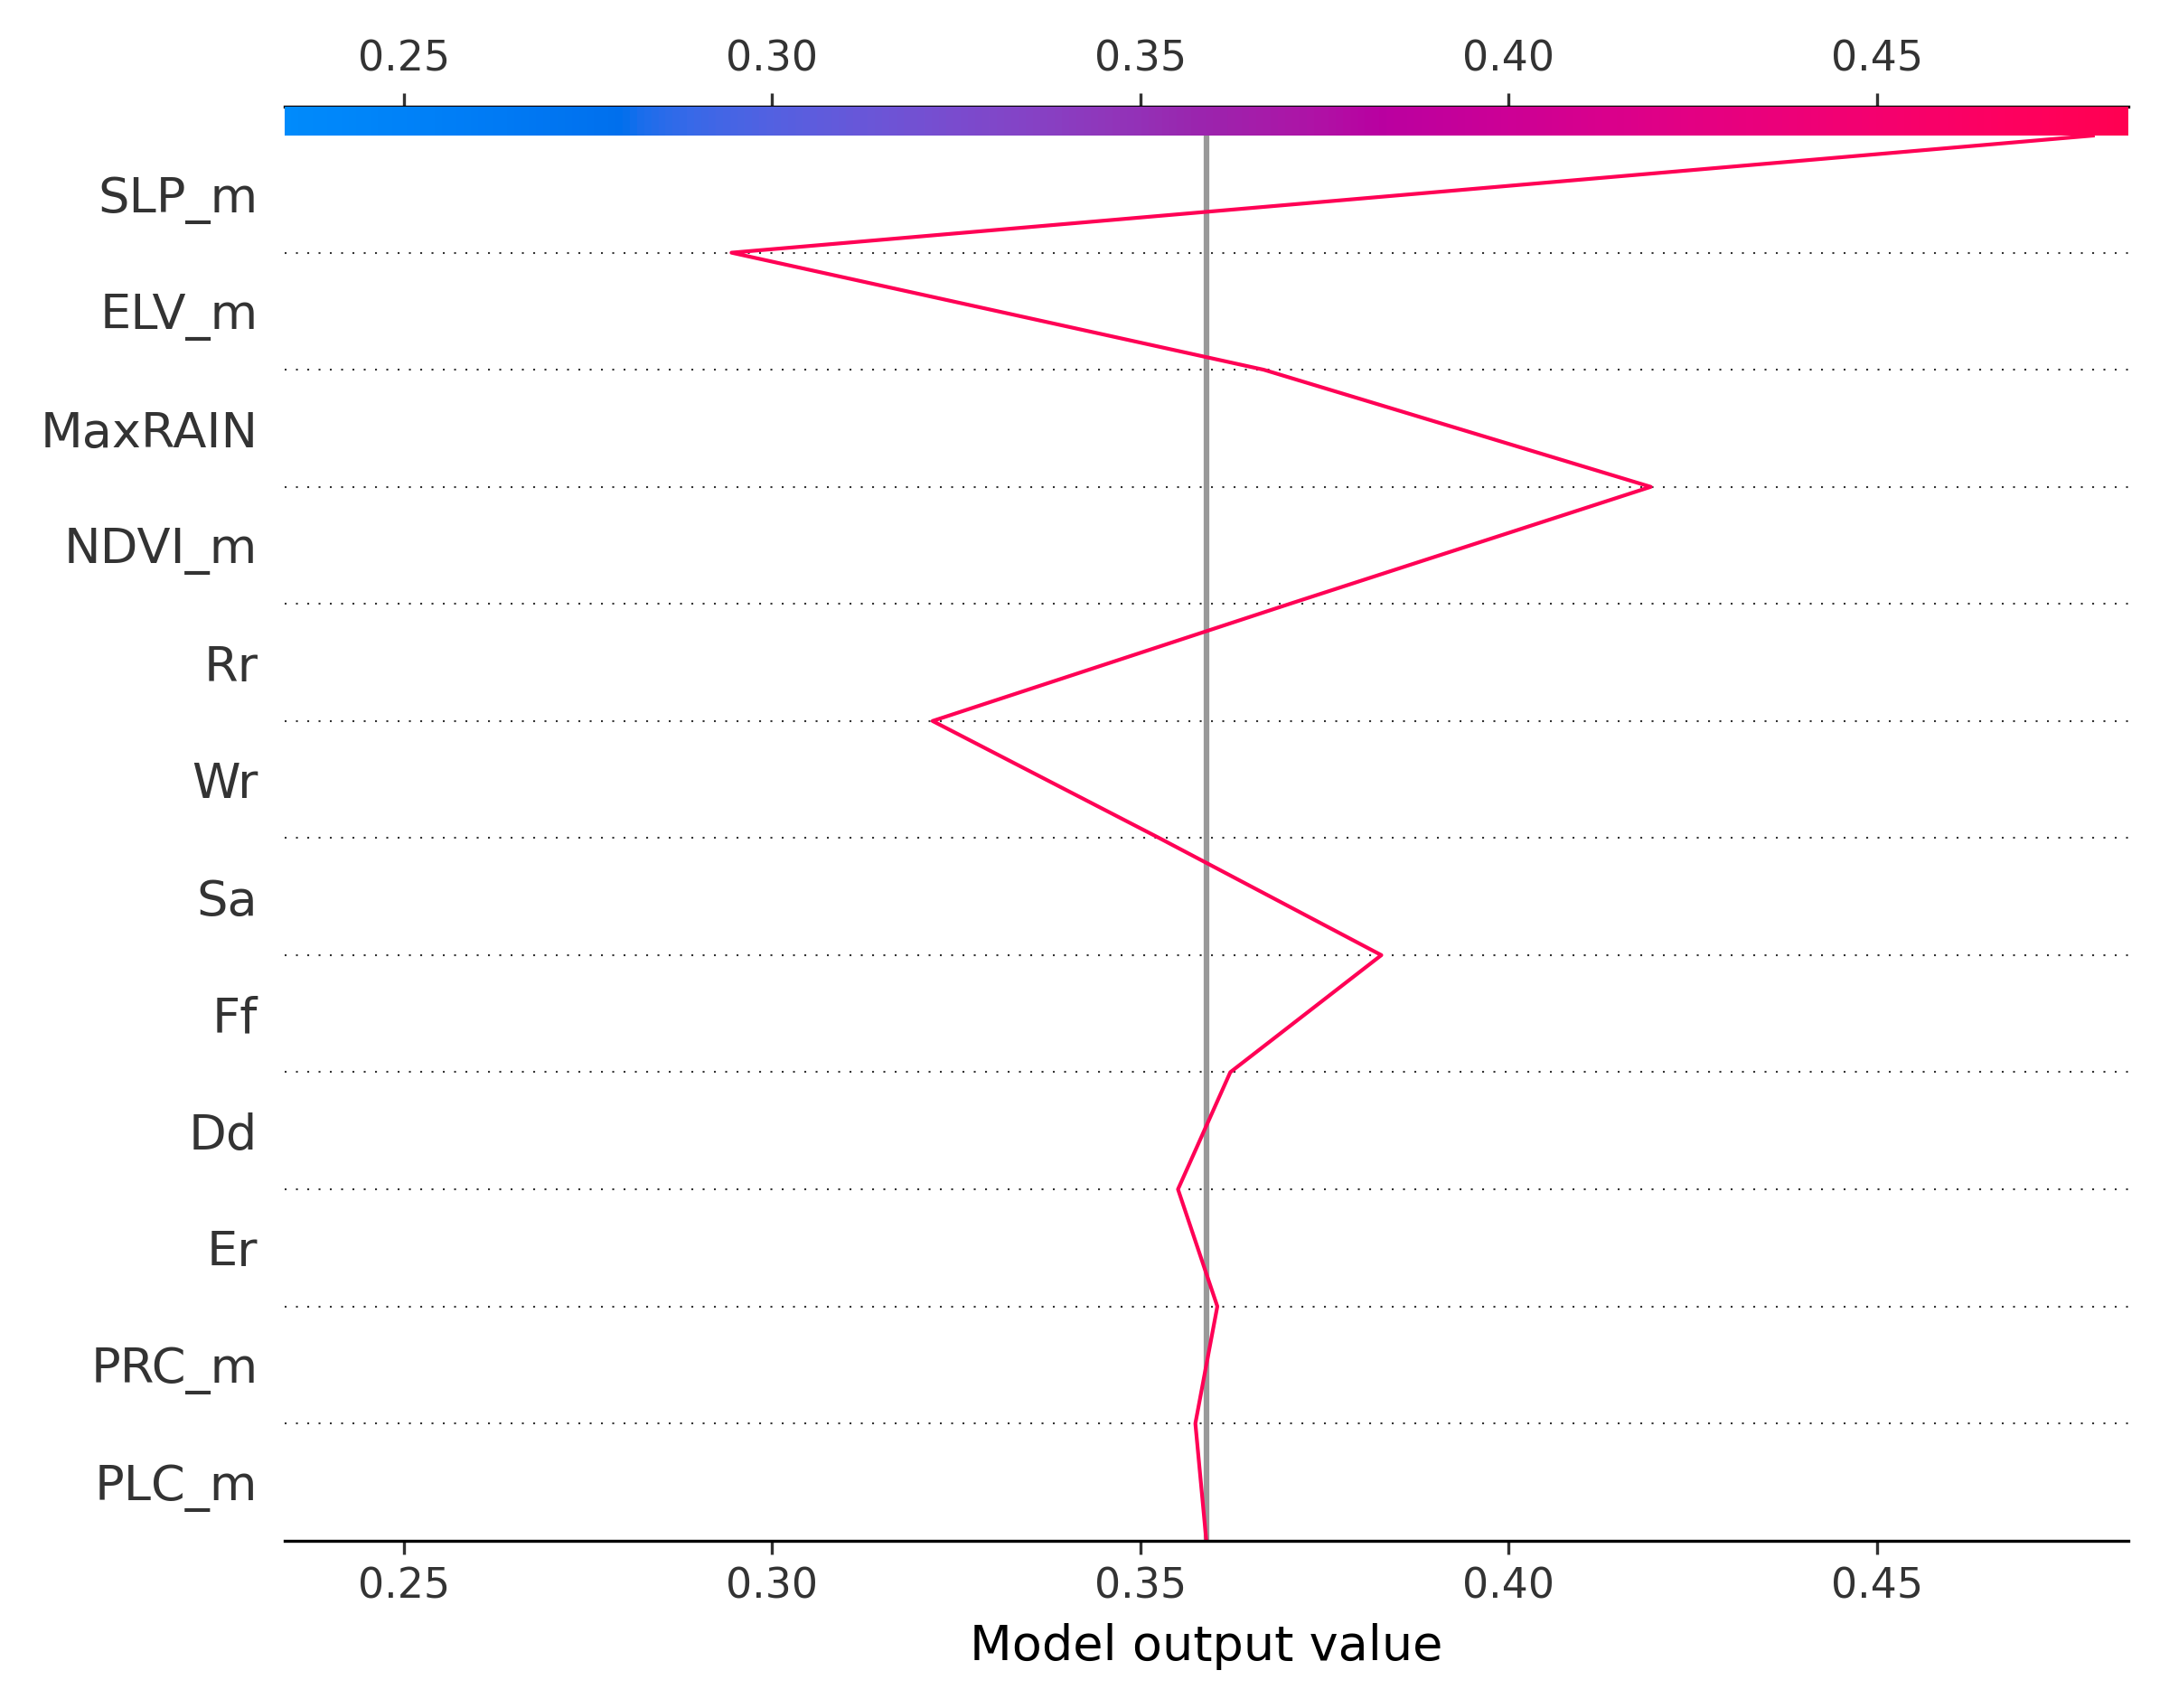 0.25 0.30 0.35 0.40 0.45
SLP_m
ELV_m
MaxRAIN
NDVI_m
Rr
Wr
Sa
Ff
Dd
Er
PRC_m
PLC_m
0.25 0.30 0.35 0.40 0.45
Model output value